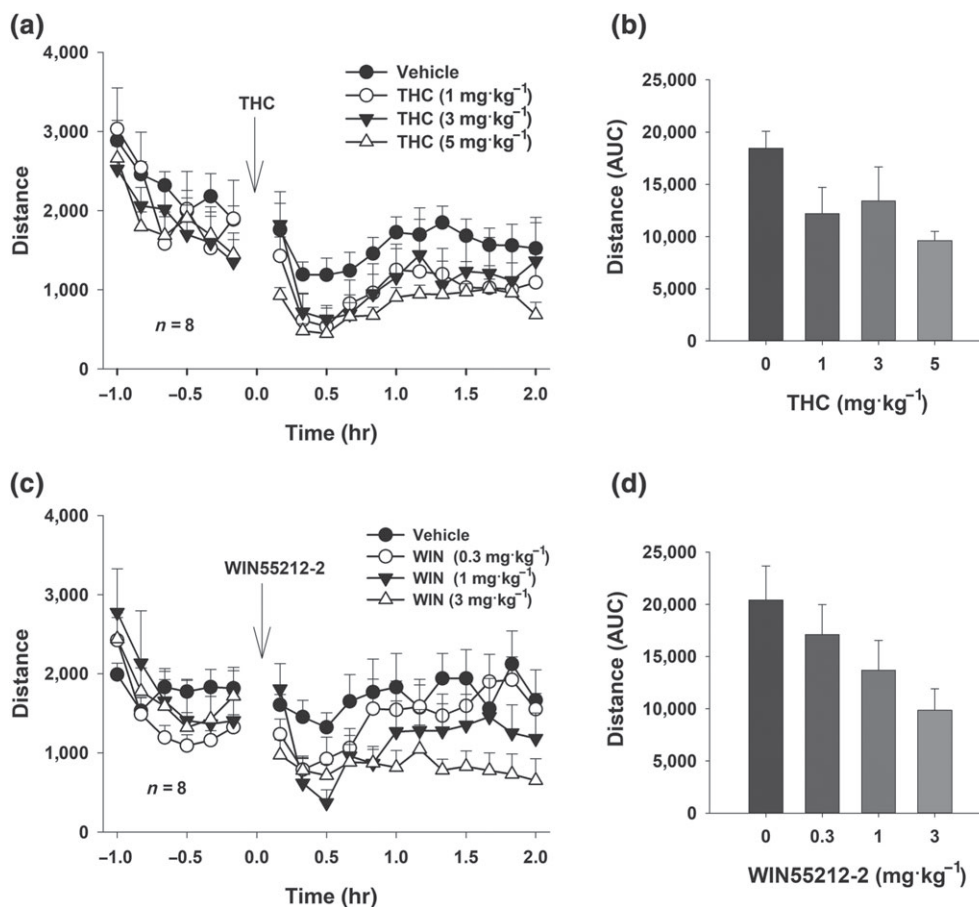 (a)
4,000
3,000
2,000
1,000
0
Distance
THC
Vehicle
THC (1 mg·kg⁻¹)
THC (3 mg·kg⁻¹)
THC (5 mg·kg⁻¹)
n = 8
−1.0 −0.5 0.0 0.5 1.0 1.5 2.0
Time (hr)
(b)
25,000
20,000
15,000
10,000
5,000
0
Distance (AUC)
0 1 3 5
THC (mg·kg⁻¹)
(c)
4,000
3,000
2,000
1,000
0
Distance
WIN55212-2
Vehicle
WIN (0.3 mg·kg⁻¹)
WIN (1 mg·kg⁻¹)
WIN (3 mg·kg⁻¹)
n = 8
−1.0 −0.5 0.0 0.5 1.0 1.5 2.0
Time (hr)
(d)
25,000
20,000
15,000
10,000
5,000
0
Distance (AUC)
0 0.3 1 3
WIN55212-2 (mg·kg⁻¹)